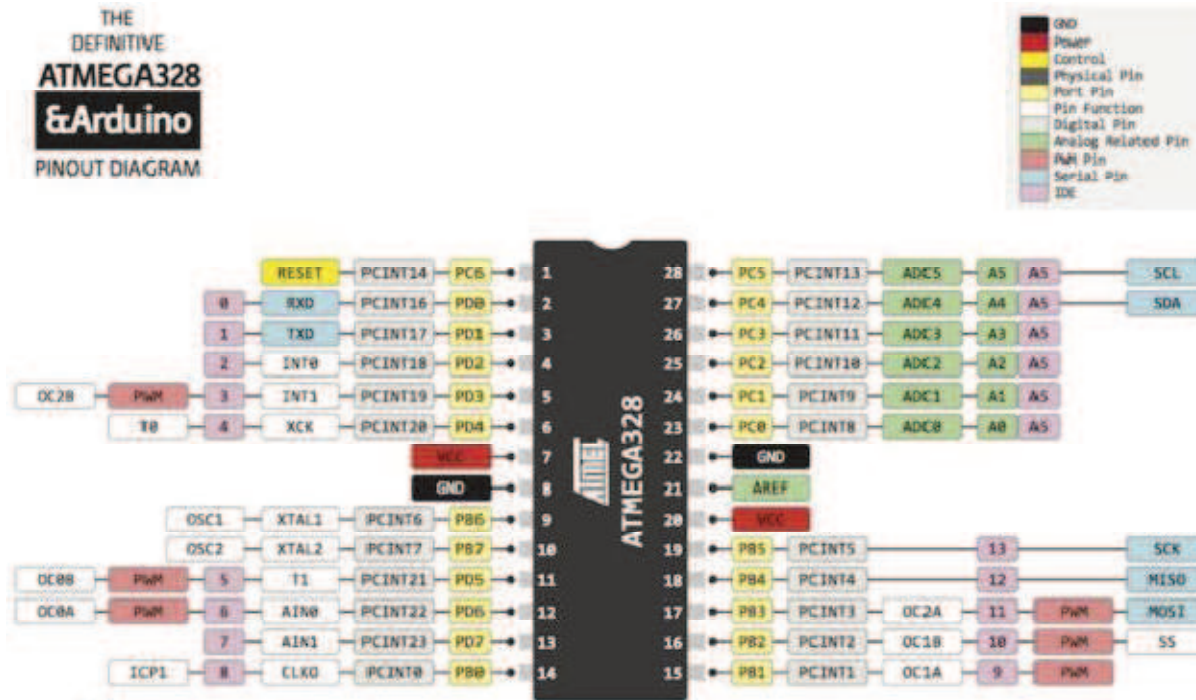 THE
DEFINITIVE
ATMEGA328
&Arduino
PINOUT DIAGRAM
GND
Power
Control
Physical Pin
Port Pin
Pin Function
Digital Pin
Analog Related Pin
PWM Pin
Serial Pin
IDE
RESET PCINT14 PC6 1 28 PC5 PCINT13 ADC5 A5 A5 SCL
0 RXD PCINT16 PD0 2 27 PC4 PCINT12 ADC4 A4 A5 SDA
1 TXD PCINT17 PD1 3 26 PC3 PCINT11 ADC3 A3 A5
2 INT0 PCINT18 PD2 4 25 PC2 PCINT10 ADC2 A2 A5
OC2B PWM 3 INT1 PCINT19 PD3 5 24 PC1 PCINT9 ADC1 A1 A5
T0 4 XCK PCINT20 PD4 6 23 PC0 PCINT8 ADC0 A0 A5
VCC 7 22 GND
GND 8 21 AREF
OSC1 XTAL1 PCINT6 PB6 9 20 VCC
OSC2 XTAL2 PCINT7 PB7 10 19 PB5 PCINT5 13 SCK
OC0B PWM 5 T1 PCINT21 PD5 11 18 PB4 PCINT4 12 MISO
OC0A PWM 6 AIN0 PCINT22 PD6 12 17 PB3 PCINT3 OC2A 11 PWM MOSI
7 AIN1 PCINT23 PD7 13 16 PB2 PCINT2 OC1B 10 PWM SS
ICP1 8 CLKO PCINT0 PB0 14 15 PB1 PCINT1 OC1A 9 PWM
ATMEL
ATMEGA328